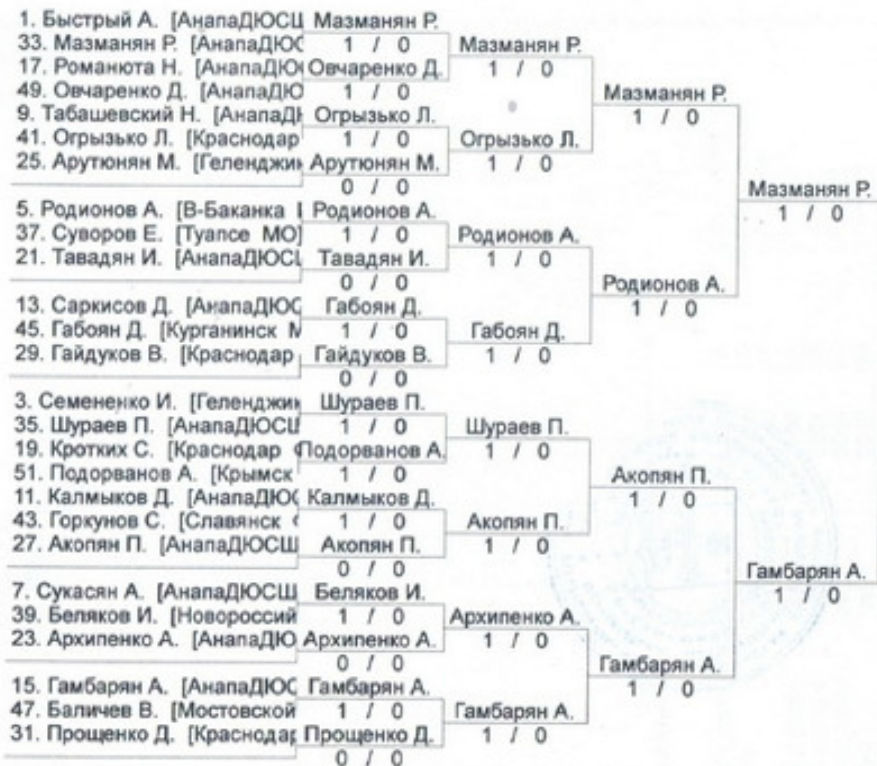 1. Быстрый А. [АнапаДЮСШ
33. Мазманян Р. [АнапаДЮС
17. Романюта Н. [АнапаДЮ
49. Овчаренко Д. [АнапаДЮ
9. Табашевский Н. [АнапаД
41. Огрызько Л. [Краснодар
25. Арутюнян М. [Геленджик
5. Родионов А. [В-Баканка
37. Суворов Е. [Туапсе МО]
21. Тавадян И. [АнапаДЮС
13. Саркисов Д. [АнапаДЮС
45. Габоян Д. [Курганинск М
29. Гайдуков В. [Краснодар
3. Семененко И. [Геленджик
35. Шураев П. [АнапаДЮСШ
19. Кротких С. [Краснодар
51. Подорванов А. [Крымск
11. Калмыков Д. [АнапаДЮС
43. Горкунов С. [Славянск
27. Акопян П. [АнапаДЮСШ
7. Сукасян А. [АнапаДЮСШ
39. Беляков И. [Новороссий
23. Архипенко А. [АнапаДЮ
15. Гамбарян А. [АнапаДЮС
47. Баличев В. [Мостовской
31. Прощенко Д. [Краснодар
Мазманян Р.
1 / 0
Овчаренко Д.
1 / 0
Огрызько Л.
1 / 0
Арутюнян М.
0 / 0
Родионов А.
1 / 0
Тавадян И.
0 / 0
Габоян Д.
1 / 0
Гайдуков В.
0 / 0
Шураев П.
1 / 0
Подорванов А.
1 / 0
Калмыков Д.
1 / 0
Акопян П.
0 / 0
Беляков И.
1 / 0
Архипенко А.
0 / 0
Гамбарян А.
1 / 0
Прощенко Д.
0 / 0
Мазманян Р.
1 / 0
Огрызько Л.
1 / 0
Родионов А.
1 / 0
Габоян Д.
1 / 0
Шураев П.
1 / 0
Акопян П.
1 / 0
Архипенко А.
1 / 0
Гамбарян А.
1 / 0
Мазманян Р.
1 / 0
Родионов А.
1 / 0
Акопян П.
1 / 0
Гамбарян А.
1 / 0
Мазманян Р.
1 / 0
Гамбарян А.
1 / 0